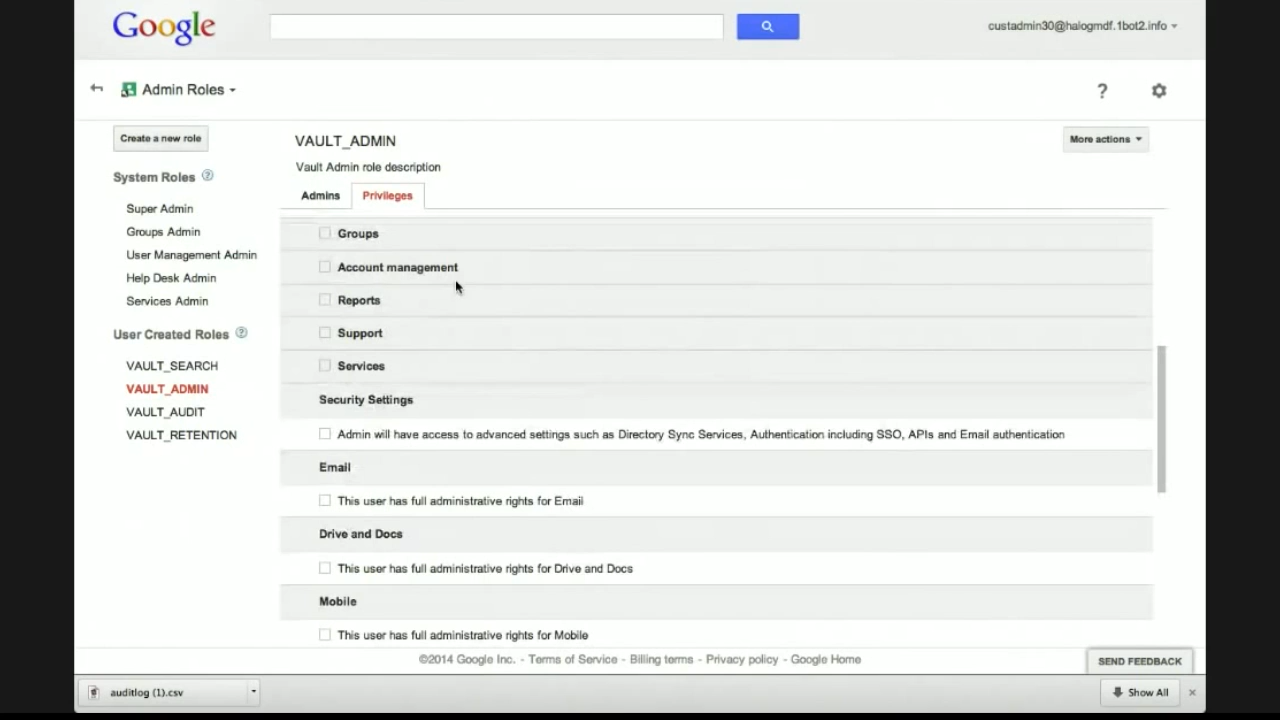 Google
custadmin30@halogmdf.1bot2.info
Admin Roles
?
Create a new role
VAULT_ADMIN
More actions
Vault Admin role description
System Roles ?
Admins
Privileges
Super Admin
Groups Admin
User Management Admin
Help Desk Admin
Services Admin
User Created Roles ?
VAULT_SEARCH
VAULT_ADMIN
VAULT_AUDIT
VAULT_RETENTION
Groups
Account management
Reports
Support
Services
Security Settings
Admin will have access to advanced settings such as Directory Sync Services, Authentication including SSO, APIs and Email authentication
Email
This user has full administrative rights for Email
Drive and Docs
This user has full administrative rights for Drive and Docs
Mobile
This user has full administrative rights for Mobile
©2014 Google Inc. - Terms of Service - Billing terms - Privacy policy - Google Home
SEND FEEDBACK
auditlog (1).csv
Show All